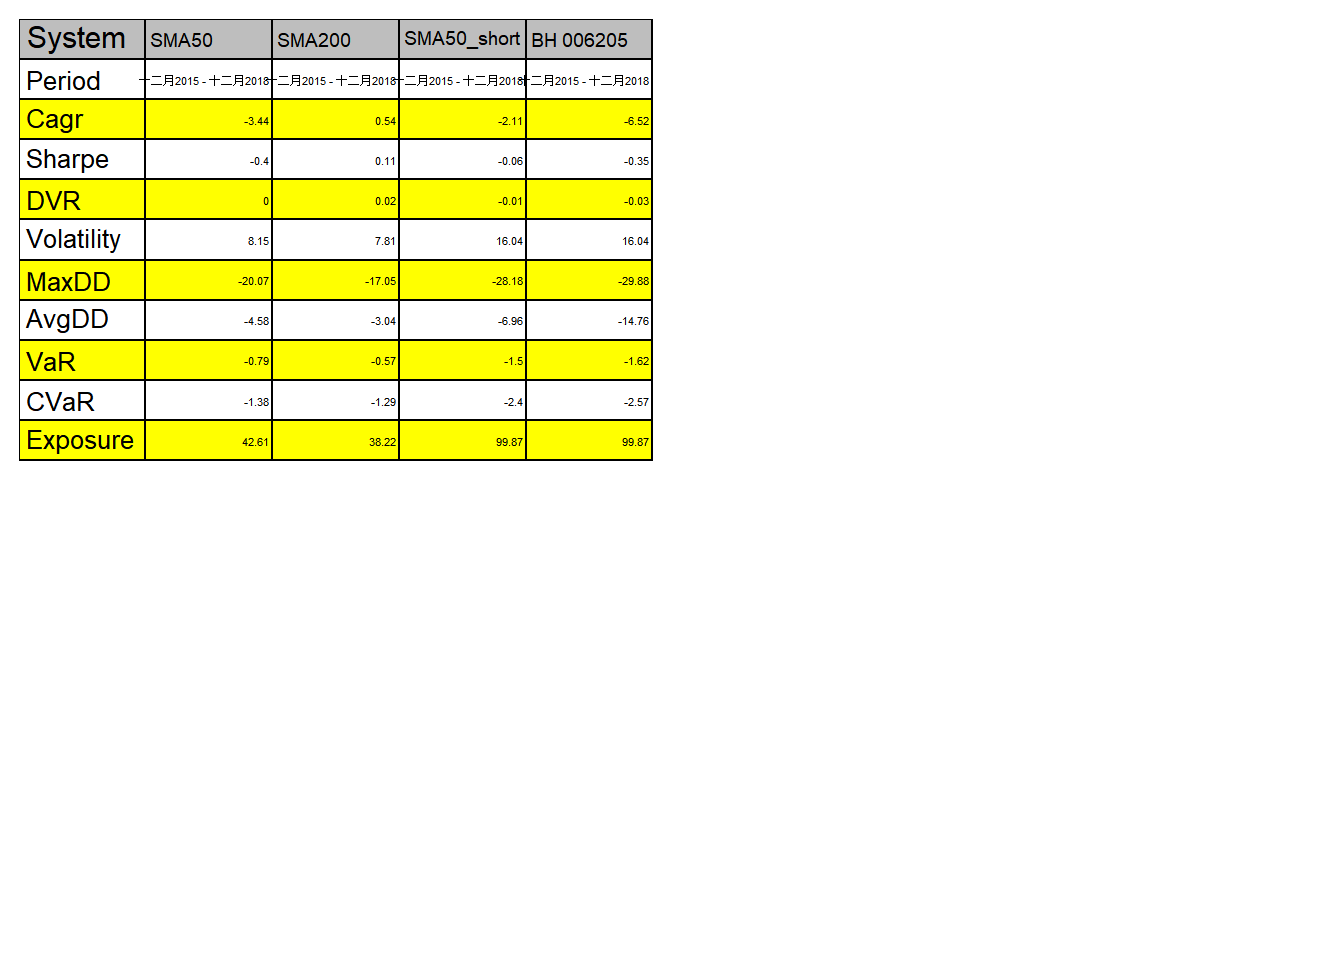 System SMA50 SMA200 SMA50_short BH 006205
Period 十二月2015 - 十二月2018 十二月2015 - 十二月2018 十二月2015 - 十二月2018 十二月2015 - 十二月2018
Cagr -3.44 0.54 -2.11 -6.52
Sharpe -0.4 0.11 -0.06 -0.35
DVR 0 0.02 -0.01 -0.03
Volatility 8.15 7.81 16.04 16.04
MaxDD -20.07 -17.05 -28.18 -29.88
AvgDD -4.58 -3.04 -6.96 -14.76
VaR -0.79 -0.57 -1.5 -1.62
CVaR -1.38 -1.29 -2.4 -2.57
Exposure 42.61 38.22 99.87 99.87